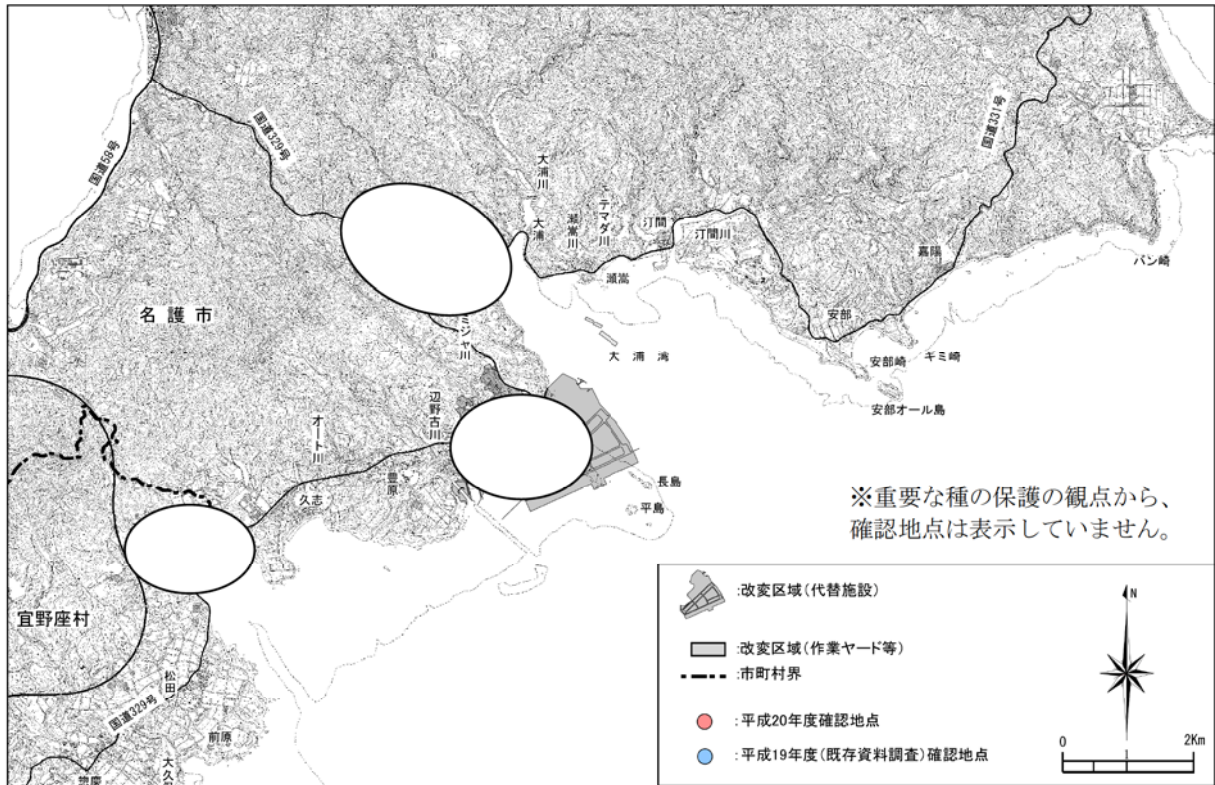 国道58号
国道329号
国道331号
大浦川
大浦
瀬嵩川
テマダ川
汀間
汀間川
瀬嵩
嘉陽
バン崎
安部
安部崎
ギミ崎
安部オール島
大浦湾
名護市
ミジャ川
辺野古川
オート川
久志
豊原
長島
平島
宜野座村
松田
国道329号
前原
※重要な種の保護の観点から、
確認地点は表示していません。
:改変区域(代替施設)
:改変区域(作業ヤード等)
:市町村界
:平成20年度確認地点
:平成19年度(既存資料調査)確認地点
N
0 2Km